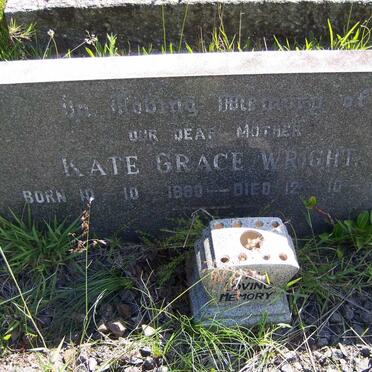 In Loving Memory of
OUR DEAR MOTHER
KATE GRACE WRIGHT
BORN 10 - 10 - 1880 - DIED 12 - 10 -
LOVING
MEMORY